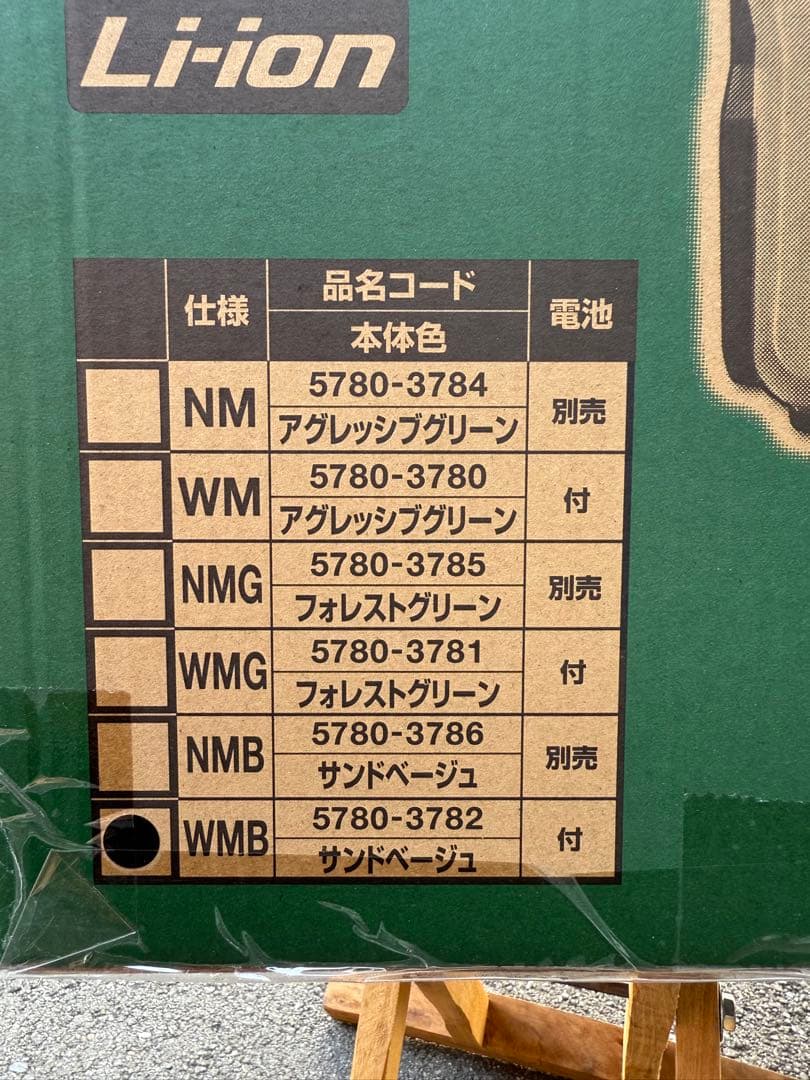 Li-ion
仕様 品名コード 電池
本体色
NM 5780-3784 別売
アグレッシブグリーン
WM 5780-3780 付
アグレッシブグリーン
NMG 5780-3785 別売
フォレストグリーン
WMG 5780-3781 付
フォレストグリーン
NMB 5780-3786 別売
サンドベージュ
WMB 5780-3782 付
サンドベージュ